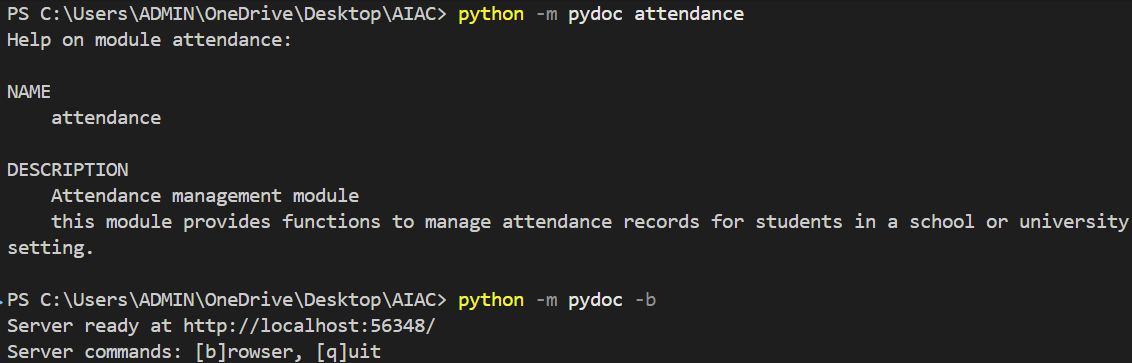 PS C:\Users\ADMIN\OneDrive\Desktop\AIAC> python -m pydoc attendance
Help on module attendance:
NAME
attendance
DESCRIPTION
Attendance management module
this module provides functions to manage attendance records for students in a school or university
setting.
PS C:\Users\ADMIN\OneDrive\Desktop\AIAC> python -m pydoc -b
Server ready at http://localhost:56348/
Server commands: [b]rowser, [q]uit